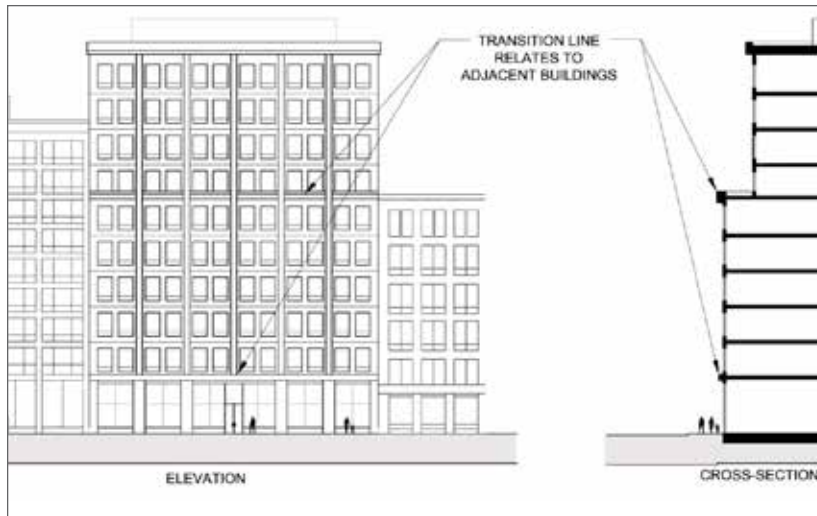 TRANSITION LINE
RELATES TO
ADJACENT BUILDINGS
ELEVATION
CROSS-SECTION